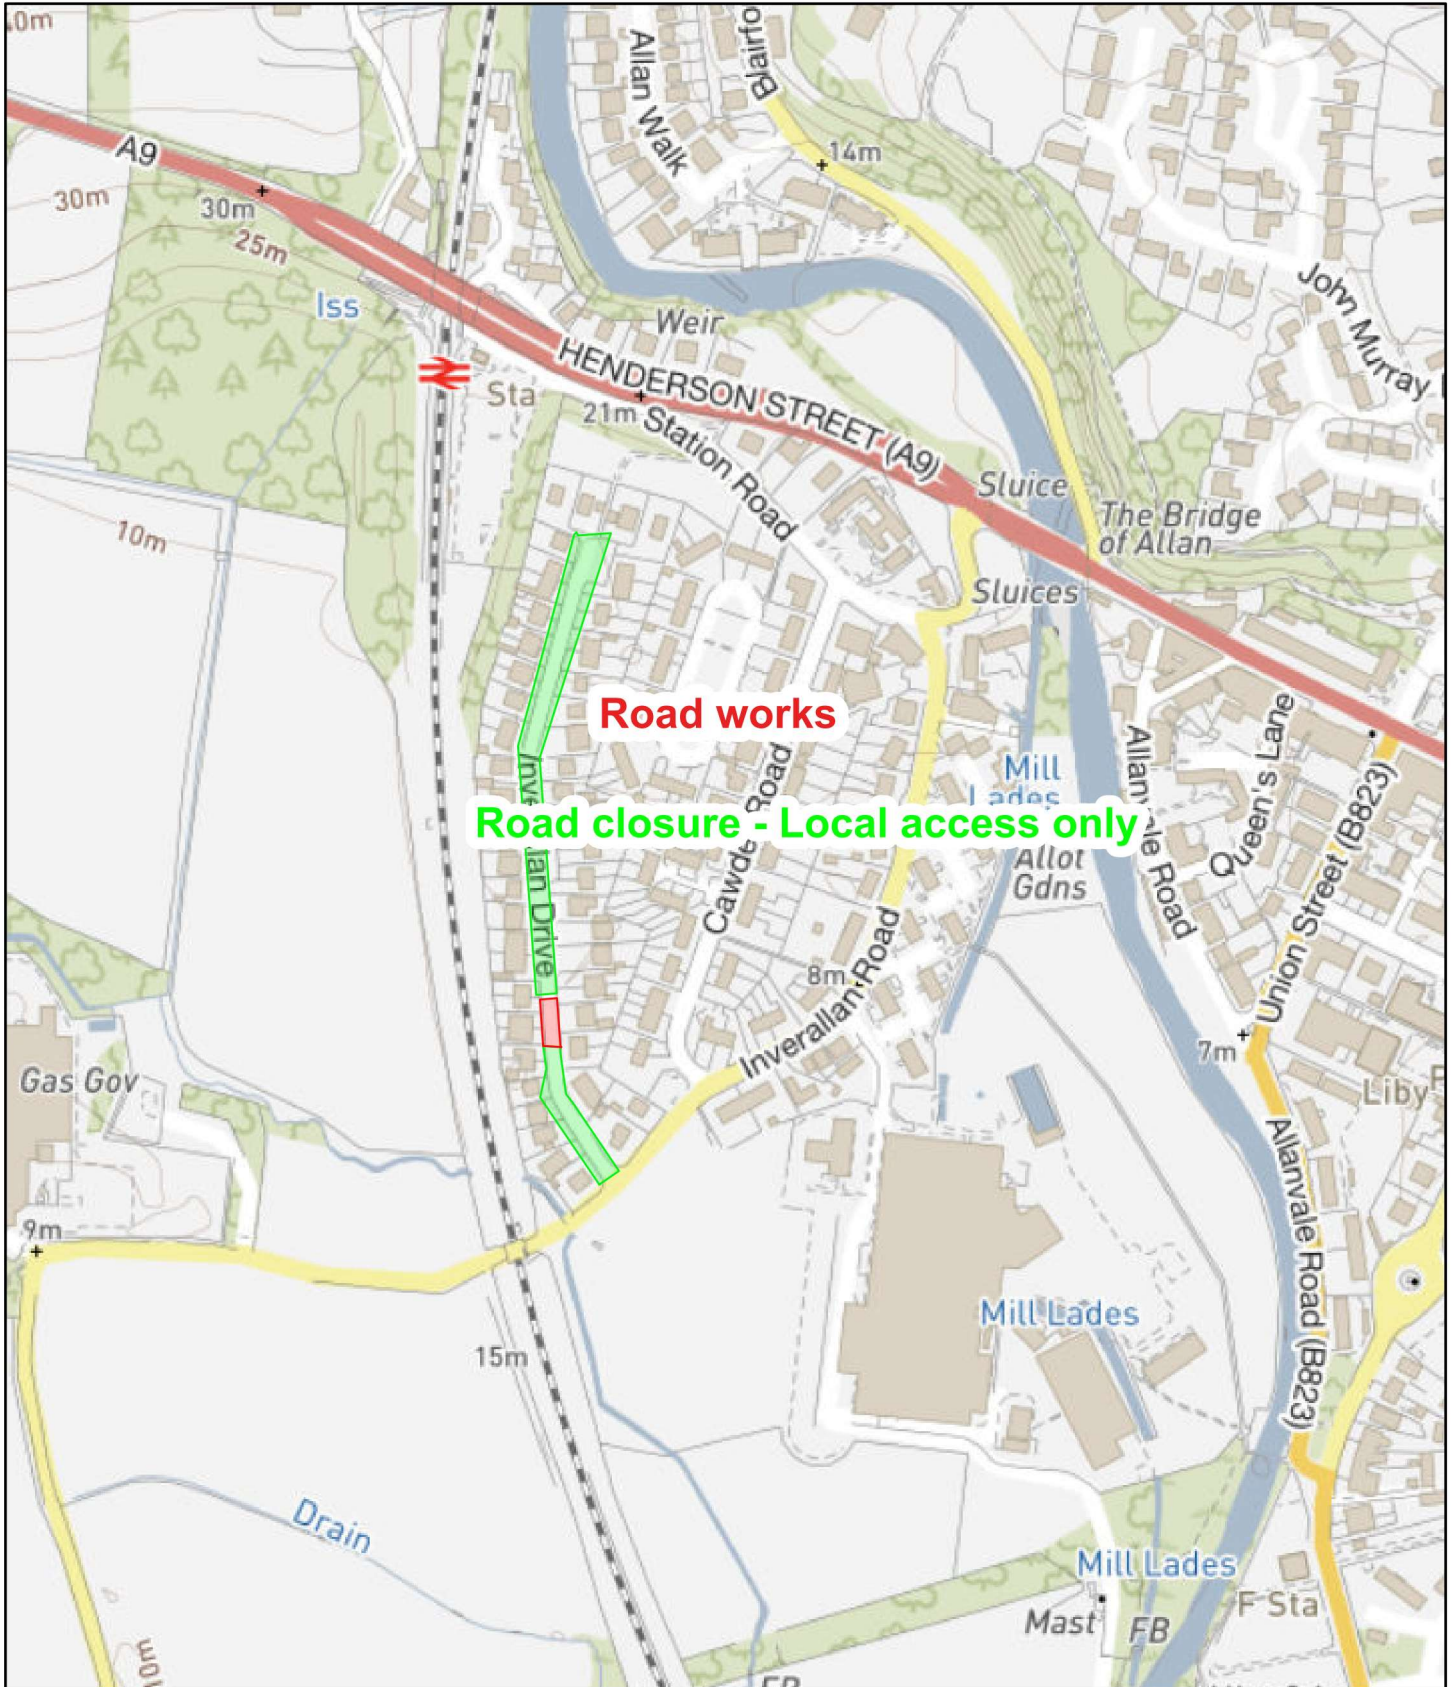 A9
30m
30m
25m
Iss
Allan Walk
14m
Weir
HENDERSON STREET (A9)
Sta
21m
Station Road
John Murray
Sluice
The Bridge
of Allan
Sluices
10m
Road works
Mill
Lades
Road closure - Local access only
Drive
Cawder Road
Allot
Gdns
Allanvale Road
Queen's Lane
Union Street (B823)
8m
Inverallan Road
7m
Gas Gov
Liby
9m
Allanvale Road (B823)
15m
Mill Lades
Drain
Mill Lades
Mast
FB
F Sta
10m